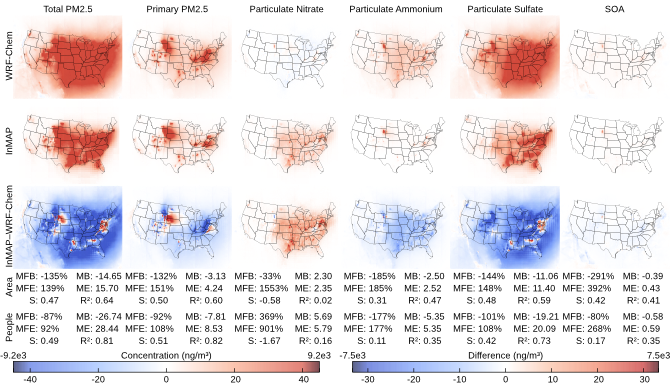 Total PM2.5 Primary PM2.5 Particulate Nitrate Particulate Ammonium Particulate Sulfate SOA
WRF-Chem
InMAP
InMAP−WRF-Chem
Area
MFB: -135% MB: -14.65 MFB: -132% MB: -3.13 MFB: -33% MB: 2.30 MFB: -185% MB: -2.50 MFB: -144% MB: -11.06 MFB: -291% MB: -0.39
MFE: 139% ME: 15.70 MFE: 151% ME: 4.24 MFE: 1553% ME: 2.35 MFE: 185% ME: 2.52 MFE: 148% ME: 11.40 MFE: 392% ME: 0.43
S: 0.47 R²: 0.64 S: 0.50 R²: 0.60 S: -0.58 R²: 0.02 S: 0.31 R²: 0.47 S: 0.48 R²: 0.59 S: 0.42 R²: 0.41
People
MFB: -87% MB: -26.74 MFB: -92% MB: -7.81 MFB: 369% MB: 5.69 MFB: -177% MB: -5.35 MFB: -101% MB: -19.21 MFB: -80% MB: -0.58
MFE: 92% ME: 28.44 MFE: 108% ME: 8.53 MFE: 901% ME: 5.79 MFE: 177% ME: 5.35 MFE: 108% ME: 20.09 MFE: 268% ME: 0.59
S: 0.49 R²: 0.81 S: 0.51 R²: 0.82 S: -1.67 R²: 0.16 S: 0.11 R²: 0.35 S: 0.42 R²: 0.73 S: 0.17 R²: 0.35
-9.2e3 Concentration (ng/m³) 9.2e3 -7.5e3 Difference (ng/m³) 7.5e3
-40 -20 0 20 40 -30 -20 -10 0 10 20 30